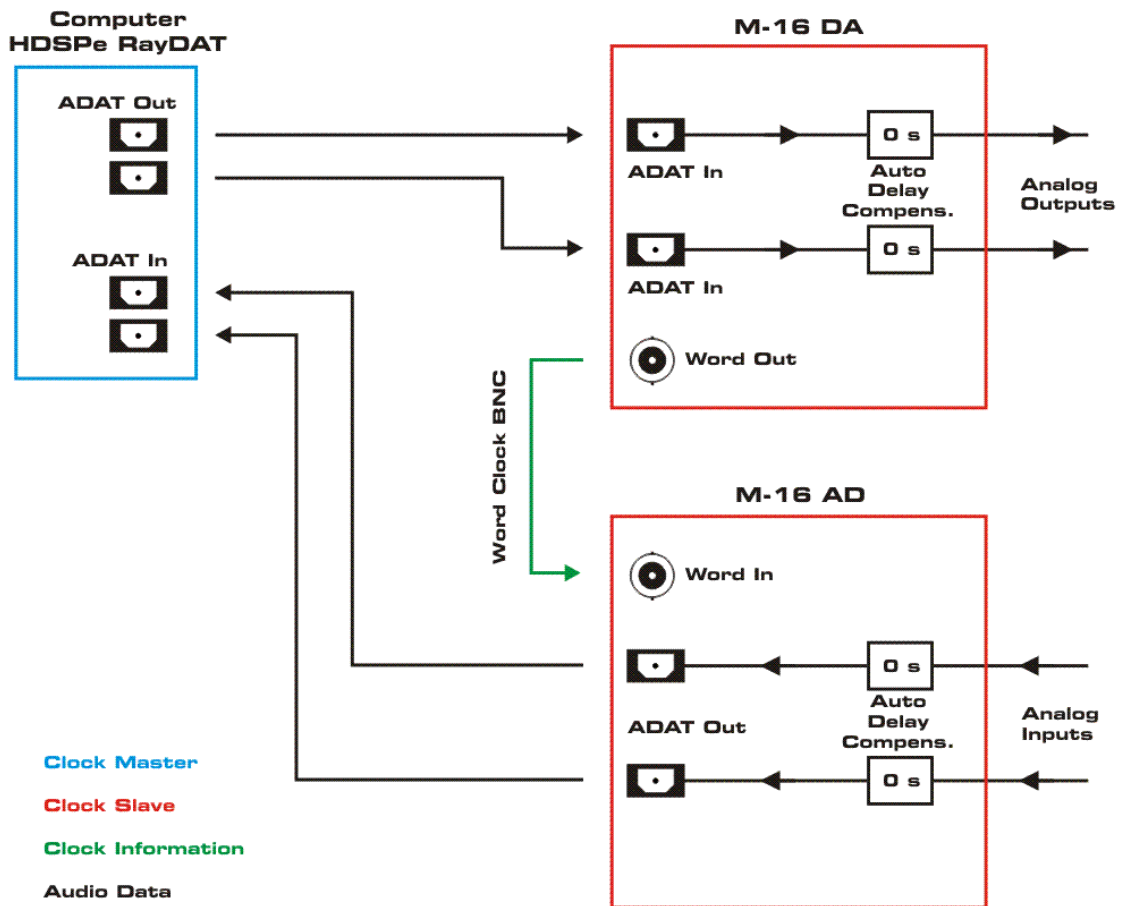 Computer
HDSPe RayDAT
ADAT Out
ADAT In
M-16 DA
ADAT In
0 s
Auto
Delay
Compens.
Analog
Outputs
ADAT In
0 s
Word Out
Word Clock BNC
M-16 AD
Word In
0 s
Auto
Delay
Compens.
ADAT Out
Analog
Inputs
0 s
Clock Master
Clock Slave
Clock Information
Audio Data